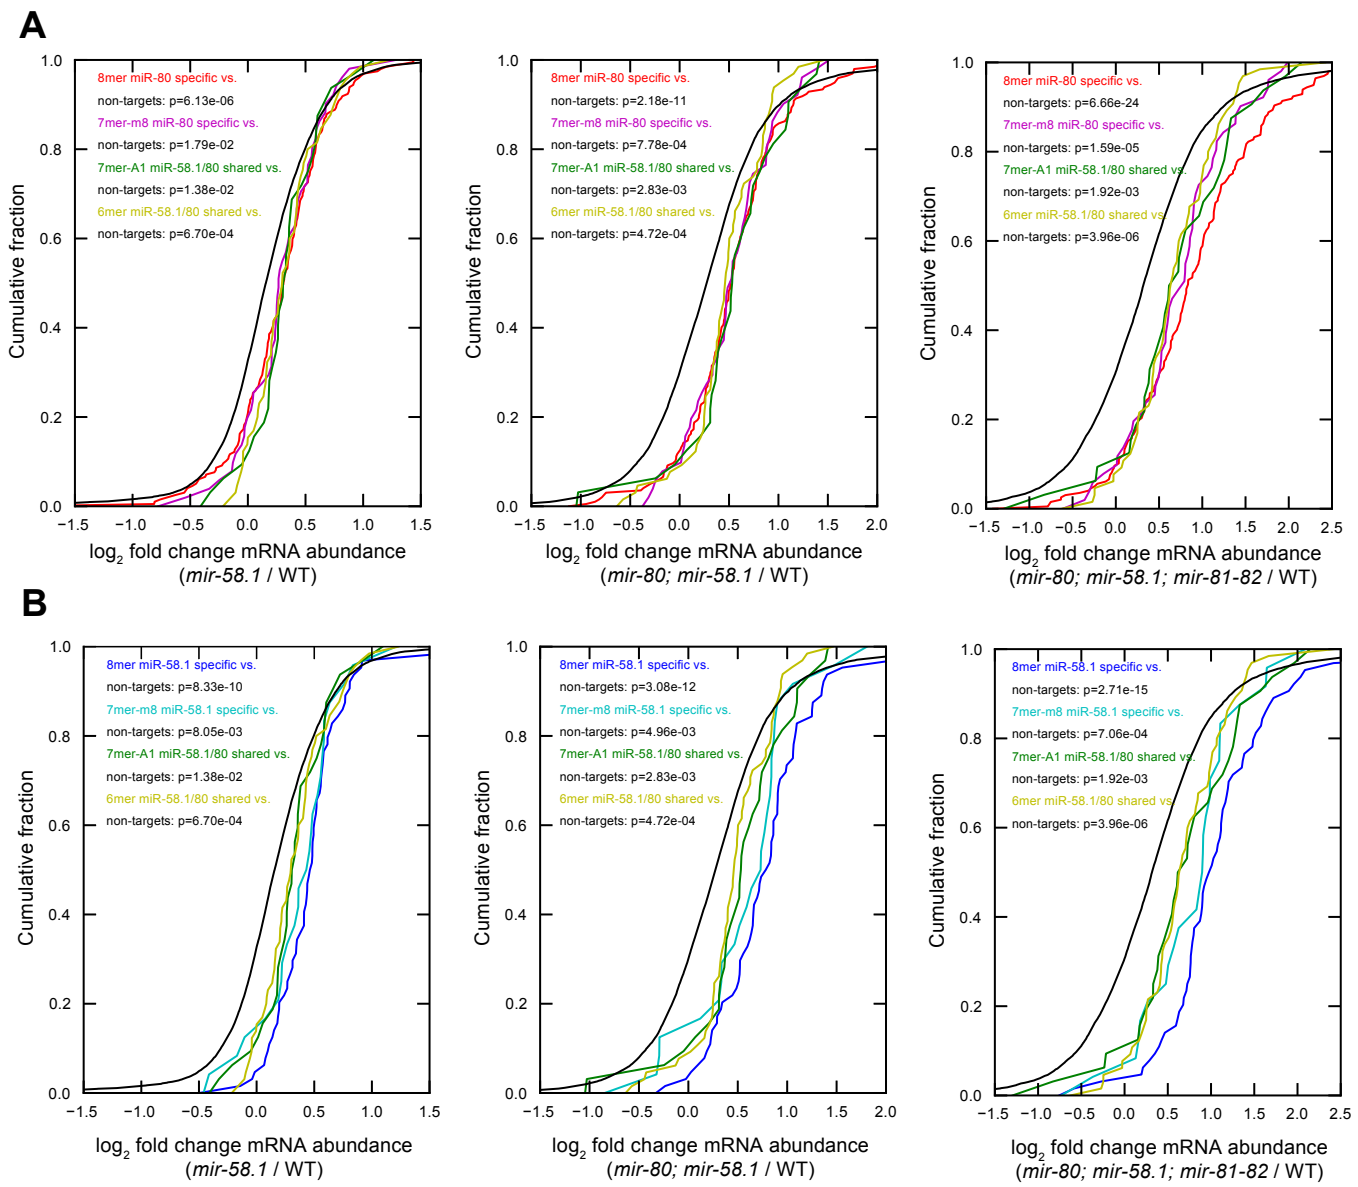 A
8mer miR-80 specific vs.
non-targets: p=6.13e-06
7mer-m8 miR-80 specific vs.
non-targets: p=1.79e-02
7mer-A1 miR-58.1/80 shared vs.
non-targets: p=1.38e-02
6mer miR-58.1/80 shared vs.
non-targets: p=6.70e-04
Cumulative fraction
1.0
0.8
0.6
0.4
0.2
0.0
−1.5 −1.0 −0.5 0.0 0.5 1.0 1.5
log2 fold change mRNA abundance
(mir-58.1 / WT)
8mer miR-80 specific vs.
non-targets: p=2.18e-11
7mer-m8 miR-80 specific vs.
non-targets: p=7.78e-04
7mer-A1 miR-58.1/80 shared vs.
non-targets: p=2.83e-03
6mer miR-58.1/80 shared vs.
non-targets: p=4.72e-04
Cumulative fraction
1.0
0.8
0.6
0.4
0.2
0.0
−1.5 −1.0 −0.5 0.0 0.5 1.0 1.5 2.0
log2 fold change mRNA abundance
(mir-80; mir-58.1 / WT)
8mer miR-80 specific vs.
non-targets: p=6.66e-24
7mer-m8 miR-80 specific vs.
non-targets: p=1.59e-05
7mer-A1 miR-58.1/80 shared vs.
non-targets: p=1.92e-03
6mer miR-58.1/80 shared vs.
non-targets: p=3.96e-06
Cumulative fraction
1.0
0.8
0.6
0.4
0.2
0.0
−1.5 −1.0 −0.5 0.0 0.5 1.0 1.5 2.0 2.5
log2 fold change mRNA abundance
(mir-80; mir-58.1; mir-81-82 / WT)
B
8mer miR-58.1 specific vs.
non-targets: p=8.33e-10
7mer-m8 miR-58.1 specific vs.
non-targets: p=8.05e-03
7mer-A1 miR-58.1/80 shared vs.
non-targets: p=1.38e-02
6mer miR-58.1/80 shared vs.
non-targets: p=6.70e-04
Cumulative fraction
1.0
0.8
0.6
0.4
0.2
0.0
−1.5 −1.0 −0.5 0.0 0.5 1.0 1.5
log2 fold change mRNA abundance
(mir-58.1 / WT)
8mer miR-58.1 specific vs.
non-targets: p=3.08e-12
7mer-m8 miR-58.1 specific vs.
non-targets: p=4.96e-03
7mer-A1 miR-58.1/80 shared vs.
non-targets: p=2.83e-03
6mer miR-58.1/80 shared vs.
non-targets: p=4.72e-04
Cumulative fraction
1.0
0.8
0.6
0.4
0.2
0.0
−1.5 −1.0 −0.5 0.0 0.5 1.0 1.5 2.0
log2 fold change mRNA abundance
(mir-80; mir-58.1 / WT)
8mer miR-58.1 specific vs.
non-targets: p=2.71e-15
7mer-m8 miR-58.1 specific vs.
non-targets: p=7.06e-04
7mer-A1 miR-58.1/80 shared vs.
non-targets: p=1.92e-03
6mer miR-58.1/80 shared vs.
non-targets: p=3.96e-06
Cumulative fraction
1.0
0.8
0.6
0.4
0.2
0.0
−1.5 −1.0 −0.5 0.0 0.5 1.0 1.5 2.0 2.5
log2 fold change mRNA abundance
(mir-80; mir-58.1; mir-81-82 / WT)